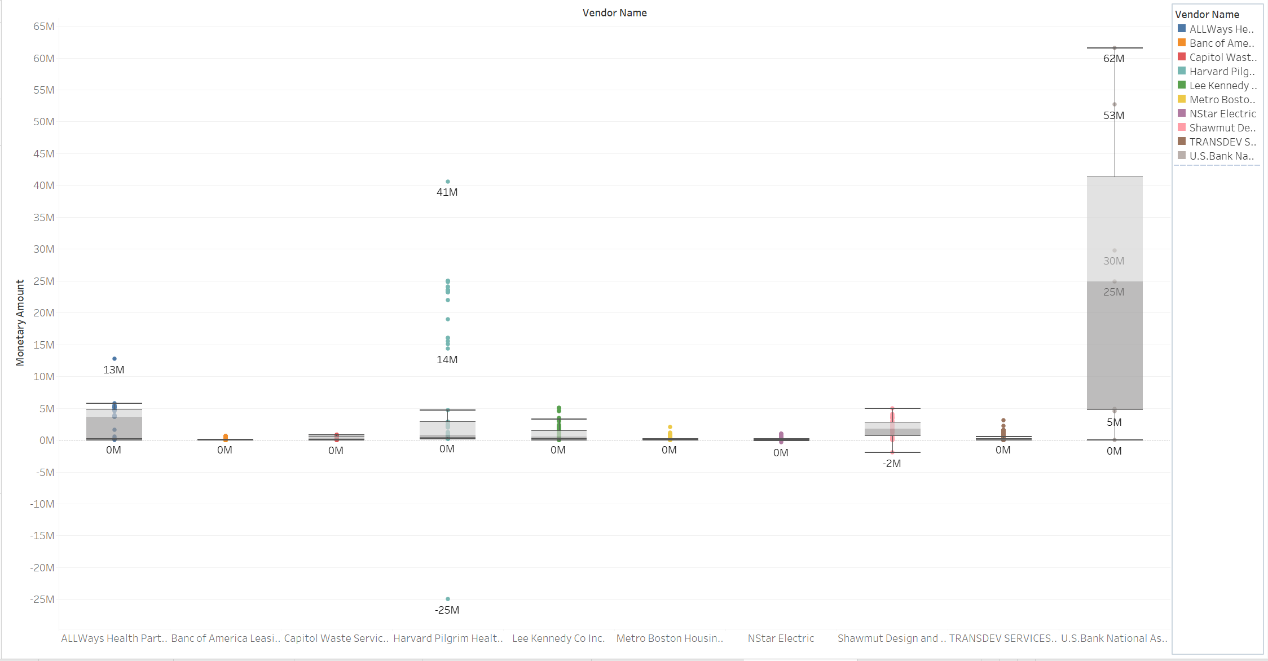 Vendor Name
65M
60M
55M
50M
45M
40M
35M
30M
25M
20M
15M
10M
5M
0M
-5M
-10M
-15M
-20M
-25M
Monetary Amount
13M
0M
0M
0M
41M
14M
0M
-25M
0M
0M
0M
-2M
0M
62M
53M
30M
25M
5M
0M
ALLWays Health Part..
Banc of America Leasi..
Capitol Waste Servic..
Harvard Pilgrim Healt..
Lee Kennedy Co Inc.
Metro Boston Housin..
NStar Electric
Shawmut Design and ..
TRANSDEV SERVICES..
U.S.Bank National As..
Vendor Name
ALLWays He..
Banc of Ame..
Capitol Wast..
Harvard Pilg..
Lee Kennedy ..
Metro Bosto..
NStar Electric
Shawmut De..
TRANSDEV S..
U.S.Bank Na..